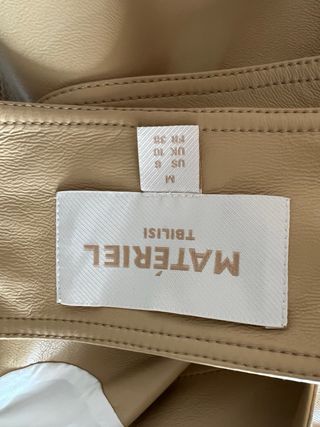 MATÉRIEL
TBILISI
M
US 6
UK 10
FR 38